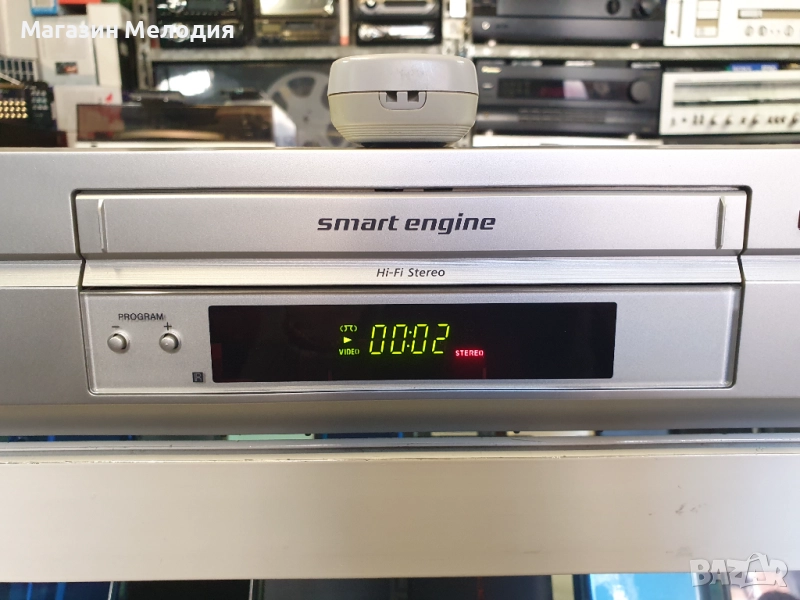 Магазин Мелодия
smart engine
Hi-Fi Stereo
PROGRAM
- +
VIDEO 00:02 STEREO
R
BAZAR